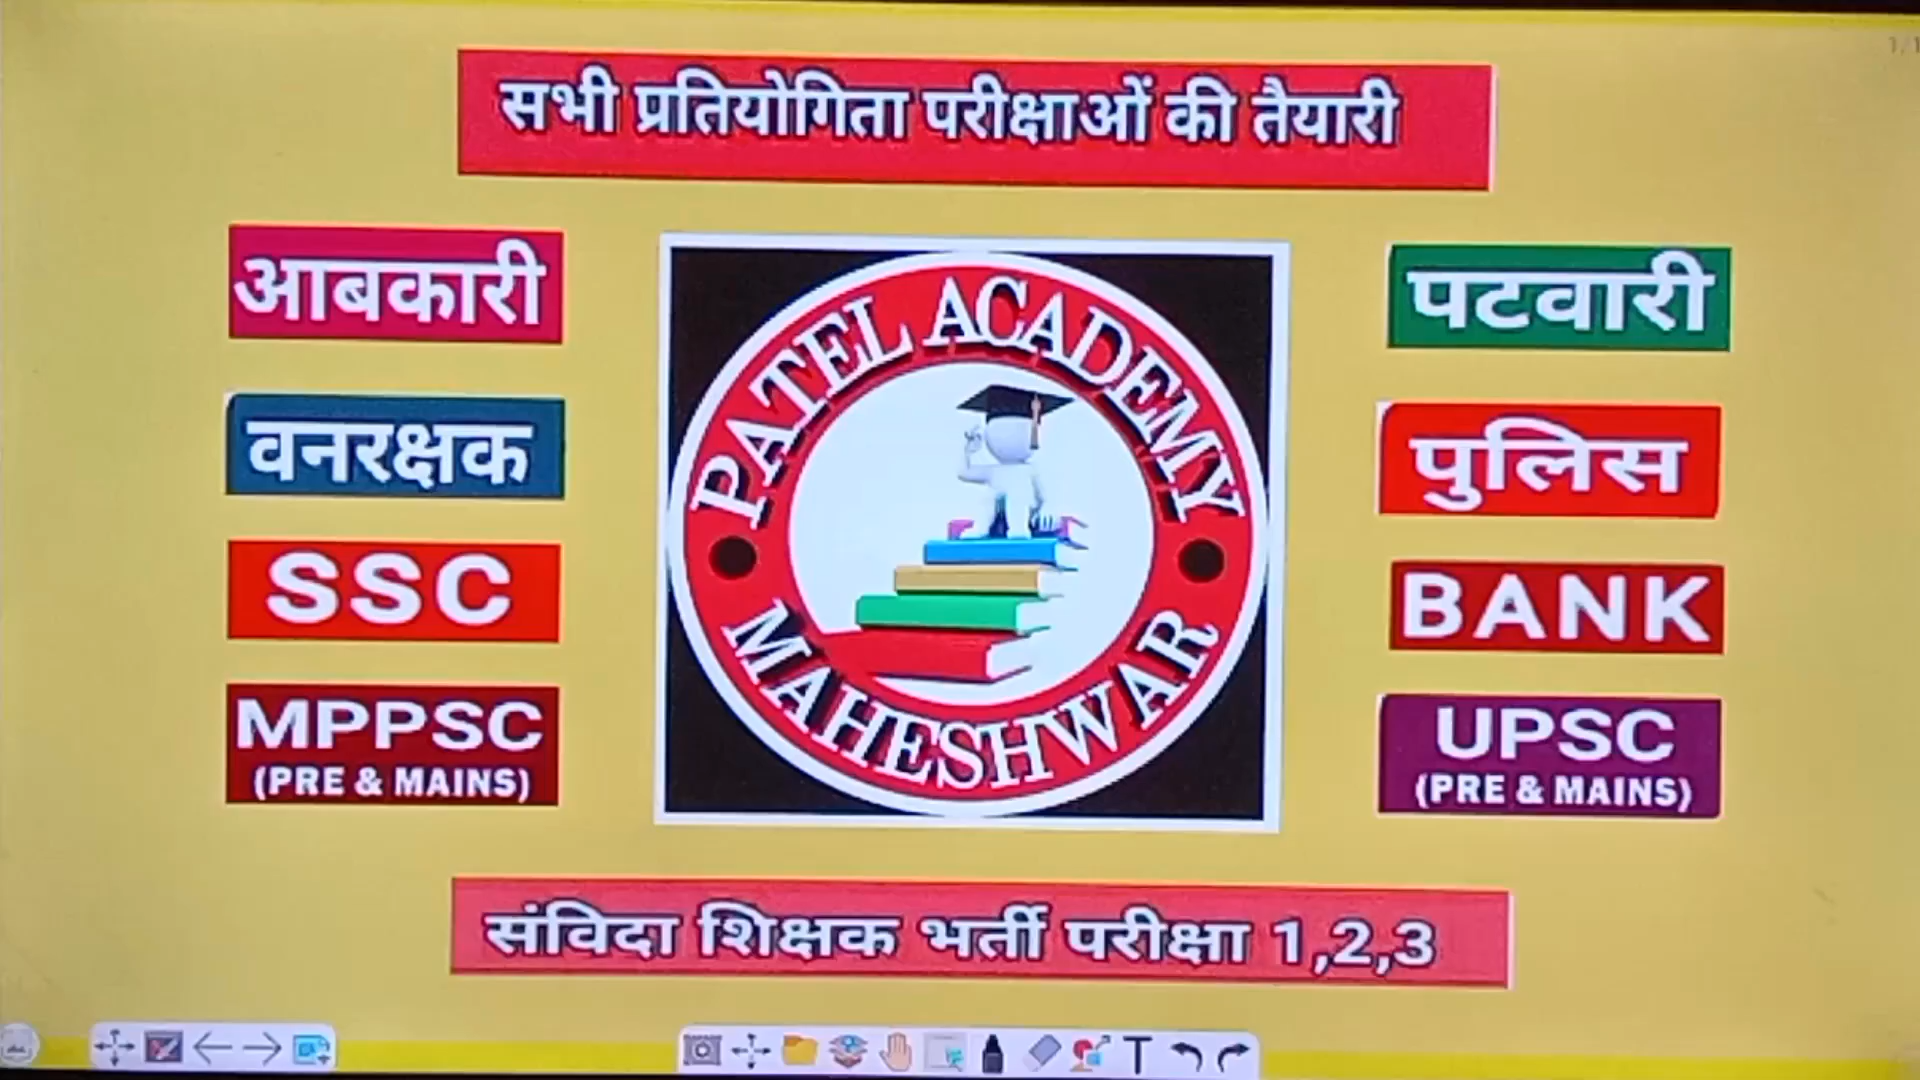 सभी प्रतियोगिता परीक्षाओं की तैयारी
आबकारी
वनरक्षक
SSC
MPPSC
(PRE & MAINS)
PATEL ACADEMY
MAHESHWAR
पटवारी
पुलिस
BANK
UPSC
(PRE & MAINS)
संविदा शिक्षक भर्ती परीक्षा 1,2,3
T